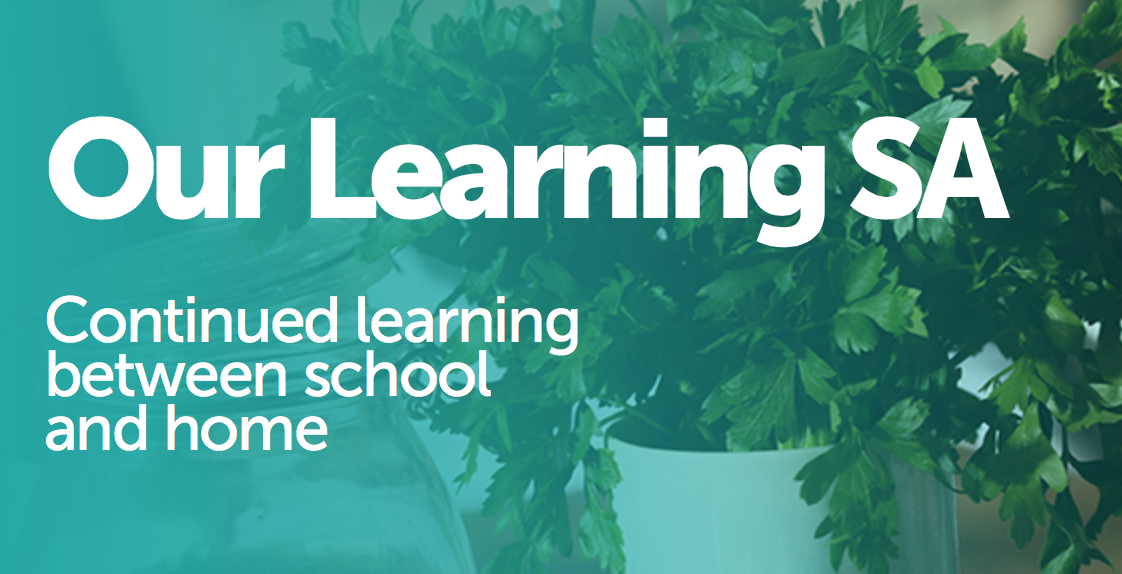 Our Learning SA
Continued learning
between school
and home